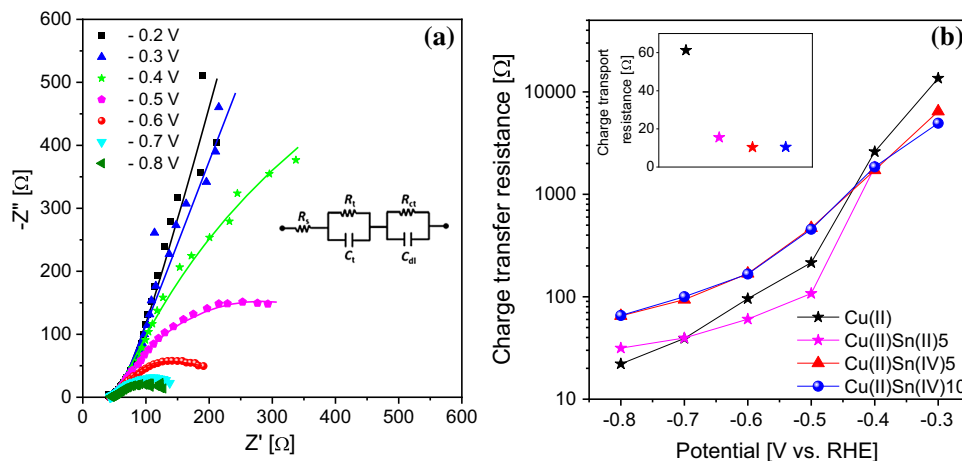 (a)
600
500
400
300
200
100
0
-Z'' [Ω]
- 0.2 V
- 0.3 V
- 0.4 V
- 0.5 V
- 0.6 V
- 0.7 V
- 0.8 V
Rs
Rt
Ct
Rct
Cdl
0 100 200 300 400 500 600
Z' [Ω]
(b)
Charge transfer resistance [Ω]
10000
1000
100
10
Charge transport
resistance [Ω]
60
40
20
0
Cu(II)
Cu(II)Sn(II)5
Cu(II)Sn(IV)5
Cu(II)Sn(IV)10
-0.8 -0.7 -0.6 -0.5 -0.4 -0.3
Potential [V vs. RHE]